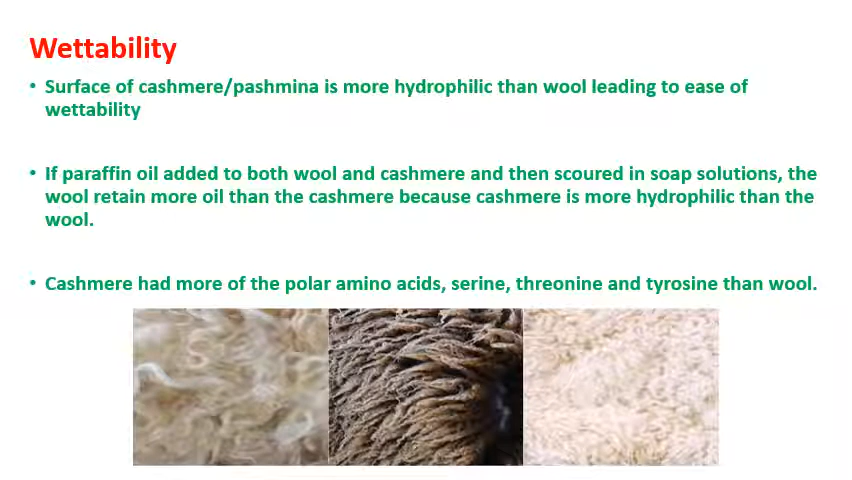 Wettability
• Surface of cashmere/pashmina is more hydrophilic than wool leading to ease of
wettability
• If paraffin oil added to both wool and cashmere and then scoured in soap solutions, the
wool retain more oil than the cashmere because cashmere is more hydrophilic than the
wool.
• Cashmere had more of the polar amino acids, serine, threonine and tyrosine than wool.